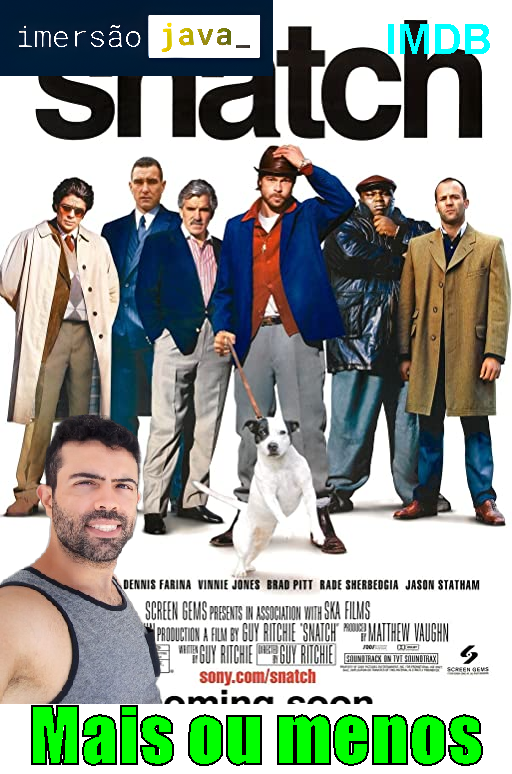 imersão java_
IMDB
snatch
DENNIS FARINA VINNIE JONES BRAD PITT RADE SHERBEDGIA JASON STATHAM
SCREEN GEMS PRESENTS IN ASSOCIATION WITH SKA FILMS
PRODUCTION A FILM BY GUY RITCHIE 'SNATCH' PRODUCED BY MATTHEW VAUGHN
WRITTEN BY GUY RITCHIE DIRECTED BY GUY RITCHIE SOUNDTRACK ON TVT SOUNDTRAX
SCREEN GEMS
sony.com/snatch
coming soon
Mais ou menos